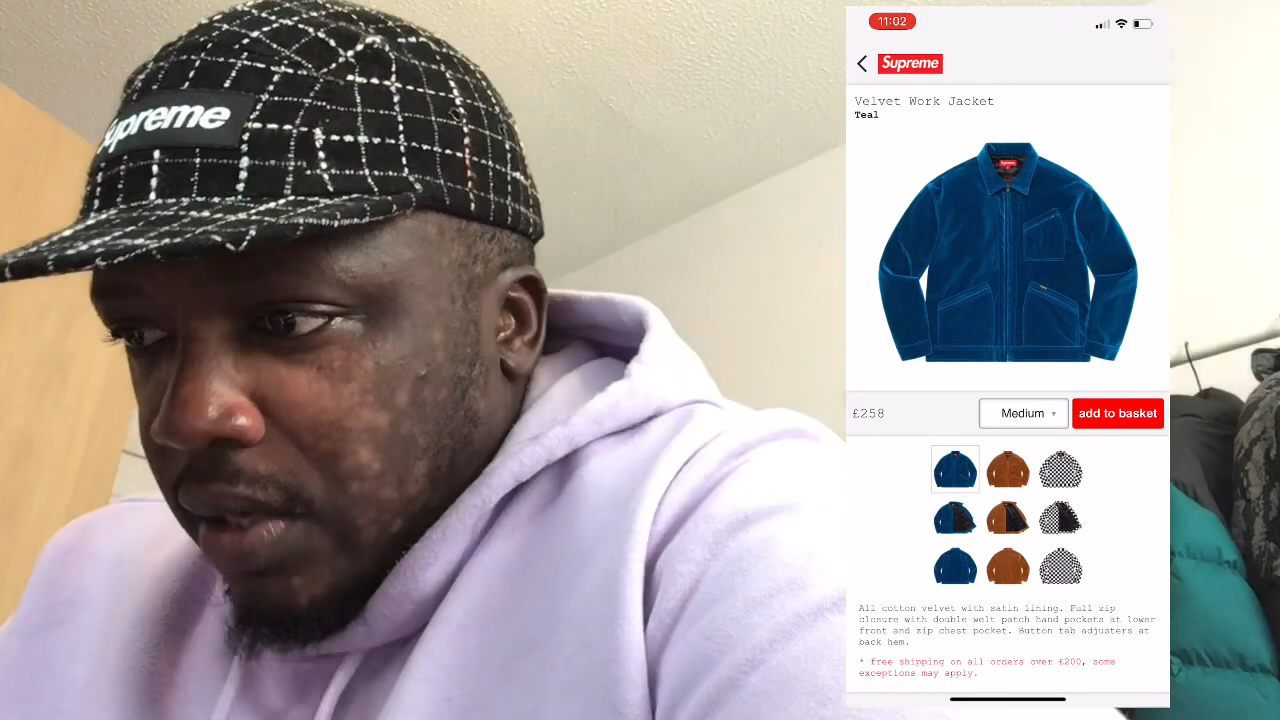 Supreme
11:02
Supreme
Velvet Work Jacket
Teal
Supreme
£258
Medium
add to basket
All cotton velvet with satin lining. Full zip
closure with double welt patch hand pockets at lower
front and zip chest pocket. Button tab adjusters at
back hem.
* free shipping on all orders over £200, some
exceptions may apply.